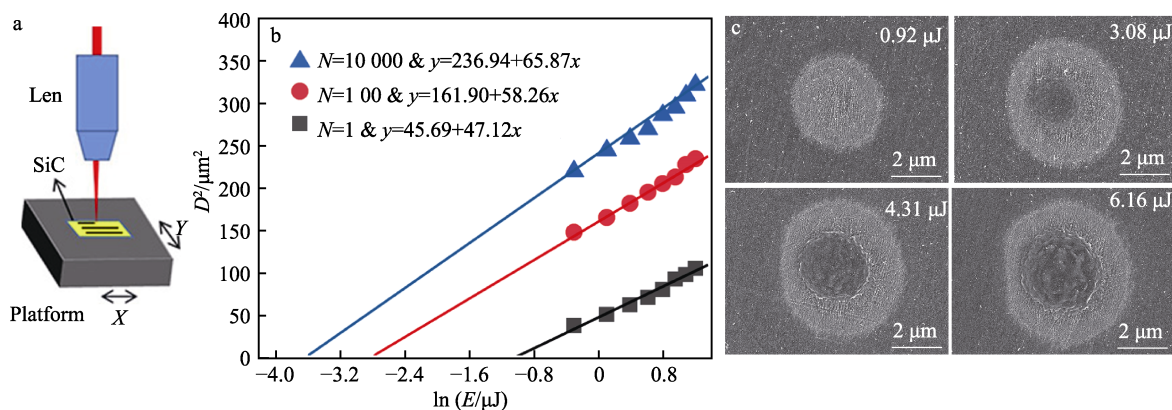 a
Len
SiC
Y
X
Platform
b
N=10 000 & y=236.94+65.87x
N=1 00 & y=161.90+58.26x
N=1 & y=45.69+47.12x
D²/μm²
400
350
300
250
200
150
100
50
0
−4.0 −3.2 −2.4 −1.6 −0.8 0 0.8
ln (E/μJ)
c
0.92 μJ
2 μm
3.08 μJ
2 μm
4.31 μJ
2 μm
6.16 μJ
2 μm